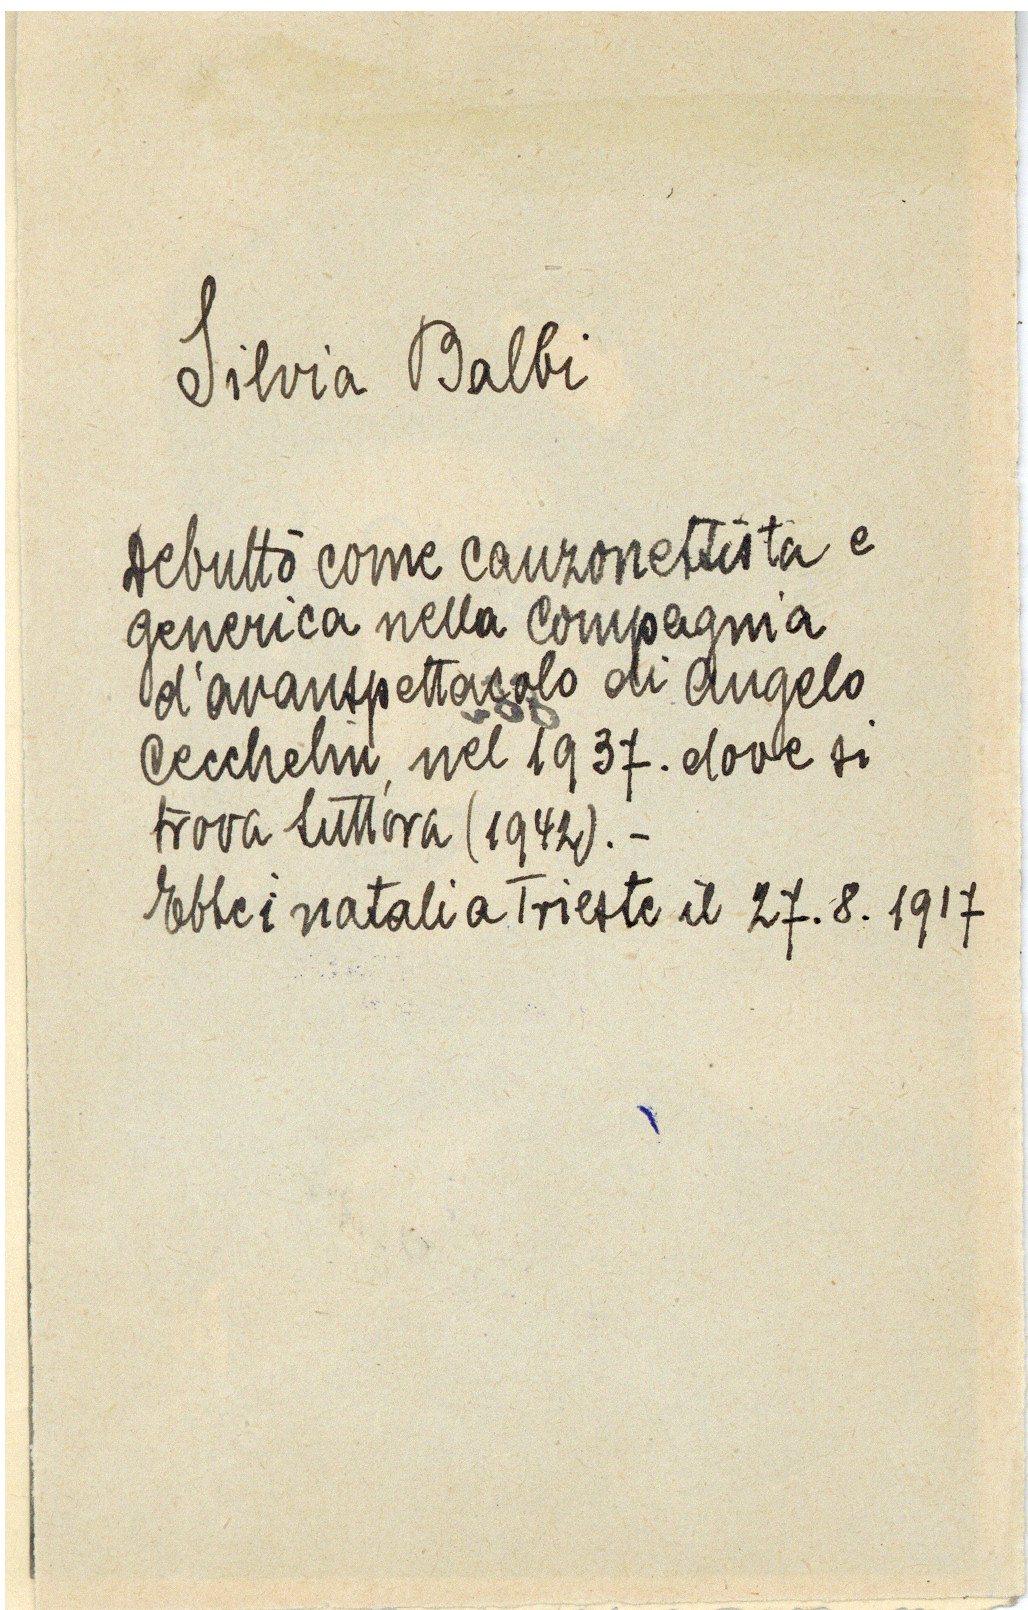 Silvia Balbi
Debuttò come canzonettista e
generica nella Compagnia
d'avanspettacolo di Angelo
Cecchelin, nel 1937. dove si
trova tuttora (1942). –
Ebbe i natali a Trieste il 27. 8. 1917